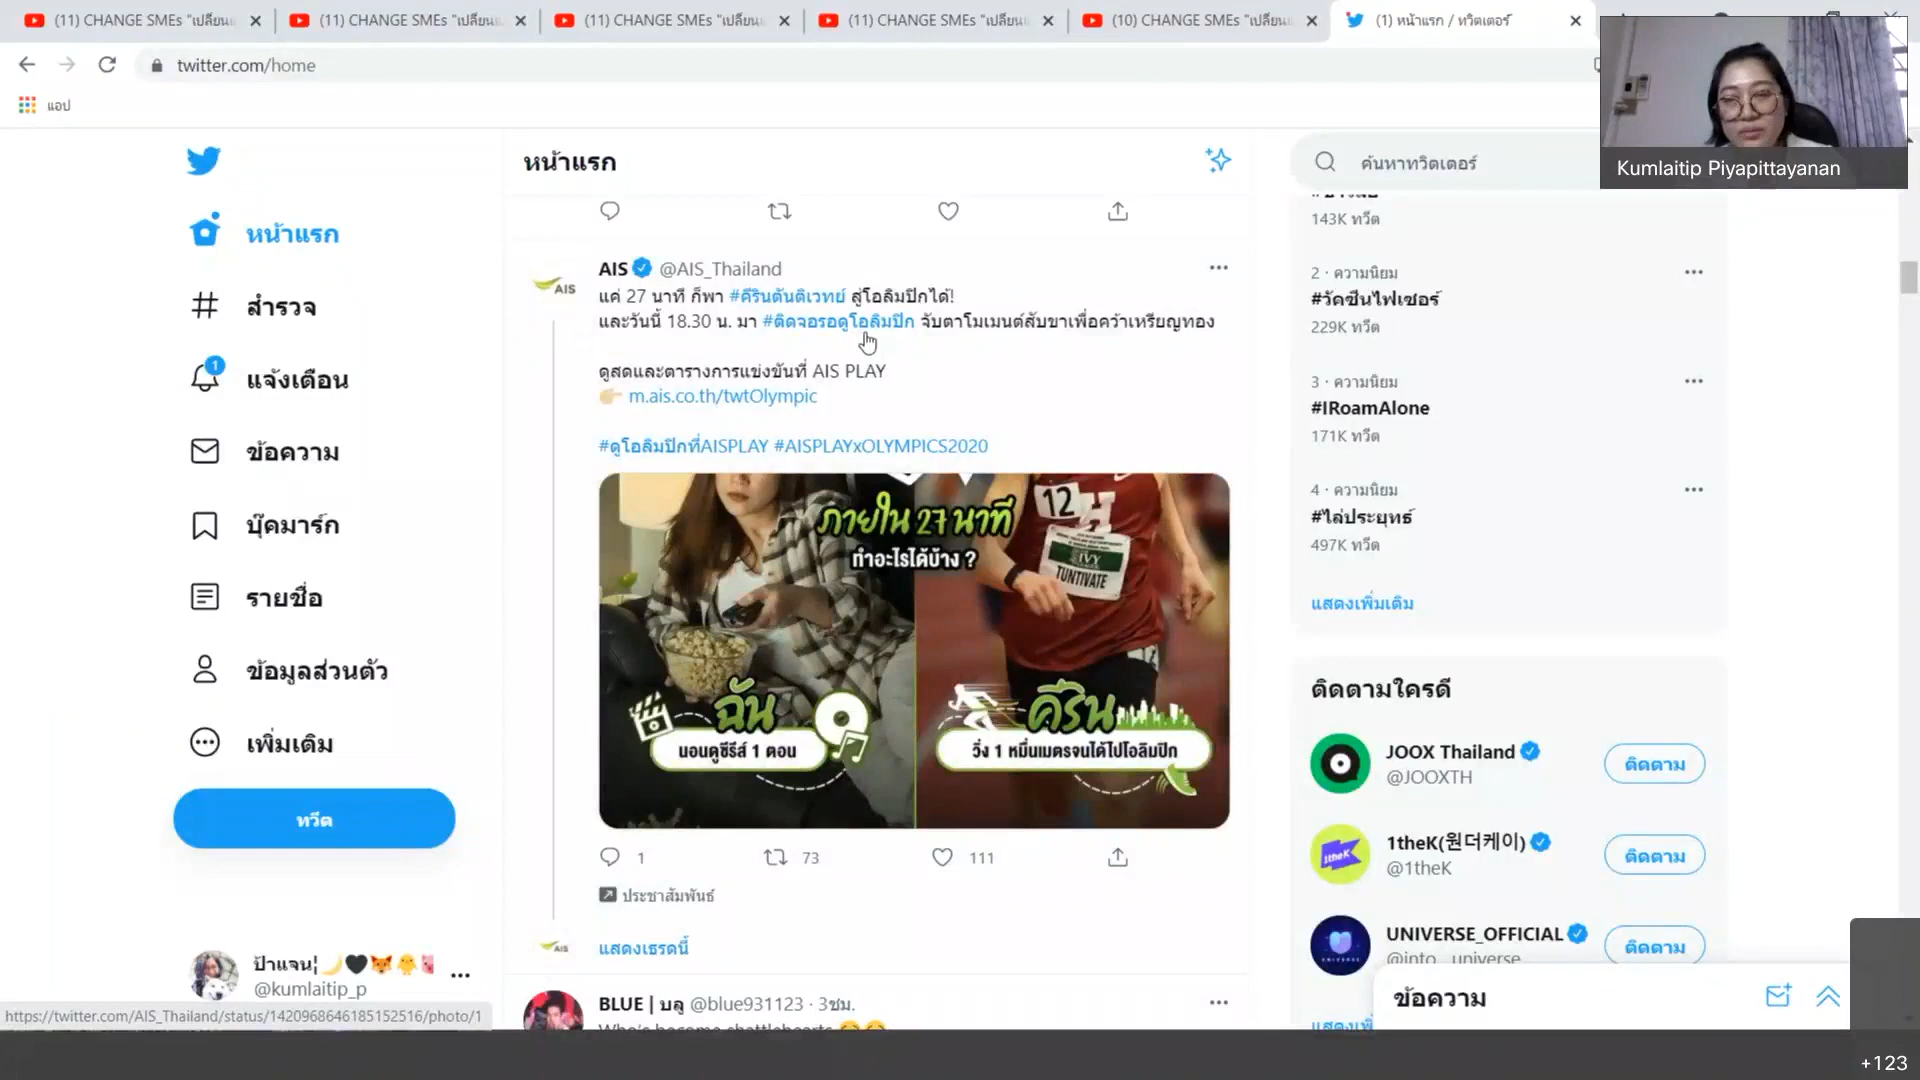 (11) CHANGE SMEs "เปลี่ยน
(11) CHANGE SMEs "เปลี่ยน
(11) CHANGE SMEs "เปลี่ยน
(11) CHANGE SMEs "เปลี่ยน
(10) CHANGE SMEs "เปลี่ยน
(1) หน้าแรก / ทวิตเตอร์
twitter.com/home
แอป
Kumlaitip Piyapittayanan
หน้าแรก
สำรวจ
1
แจ้งเตือน
ข้อความ
บุ๊คมาร์ก
รายชื่อ
ข้อมูลส่วนตัว
เพิ่มเติม
ทวีต
ป้าแจน¦🌙🖤🦊🐥
@kumlaitip_p
https://twitter.com/AIS_Thailand/status/1420968646185152516/photo/1
หน้าแรก
AIS @AIS_Thailand
AIS
แค่ 27 นาที ก็พา #คีรินตันติเวทย์ สู่โอลิมปิกได้!
และวันนี้ 18.30 น. มา #ติดจอรอดูโอลิมปิก จับตาโมเมนต์สับขาเพื่อคว้าเหรียญทอง
ดูสดและตารางการแข่งขันที่ AIS PLAY
👉🏼 m.ais.co.th/twtOlympic
#ดูโอลิมปิกที่AISPLAY #AISPLAYxOLYMPICS2020
ภายใน 27 นาที
ทำอะไรได้บ้าง ?
12
H
IVY
TUNTIVATE
ฉัน
นอนดูซีรีส์ 1 ตอน
คีริน
วิ่ง 1 หมื่นเมตรจนได้ไปโอลิมปิก
1
73
111
ประชาสัมพันธ์
AIS
แสดงเธรดนี้
BLUE | บลู @blue931123 · 3ชม.
ค้นหาทวิตเตอร์
143K ทวีต
2 · ความนิยม
#วัคซีนไฟเซอร์
229K ทวีต
3 · ความนิยม
#IRoamAlone
171K ทวีต
4 · ความนิยม
#ไล่ประยุทธ์
497K ทวีต
แสดงเพิ่มเติม
ติดตามใครดี
JOOX Thailand
@JOOXTH
ติดตาม
1theK
1theK(원더케이)
@1theK
ติดตาม
UNIVERSE
UNIVERSE_OFFICIAL
@into__universe
ติดตาม
ข้อความ
+123